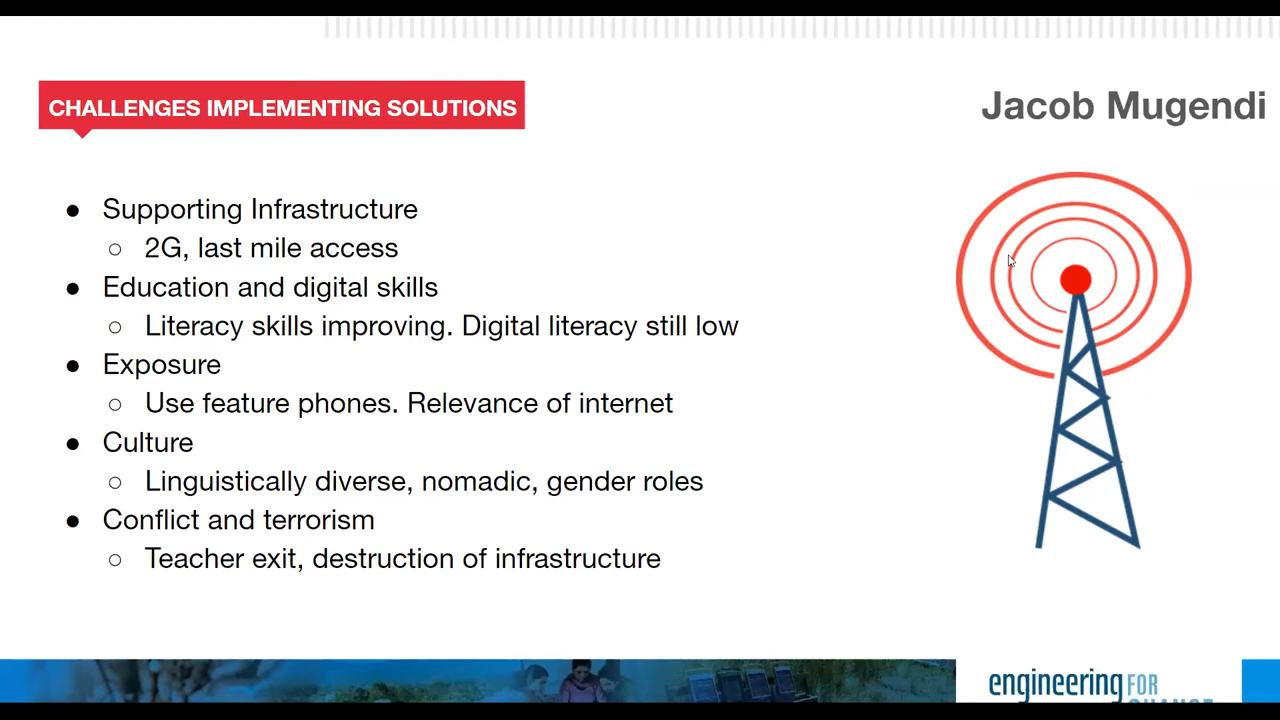 CHALLENGES IMPLEMENTING SOLUTIONS
Jacob Mugendi
● Supporting Infrastructure
○ 2G, last mile access
● Education and digital skills
○ Literacy skills improving. Digital literacy still low
● Exposure
○ Use feature phones. Relevance of internet
● Culture
○ Linguistically diverse, nomadic, gender roles
● Conflict and terrorism
○ Teacher exit, destruction of infrastructure
engineering FOR